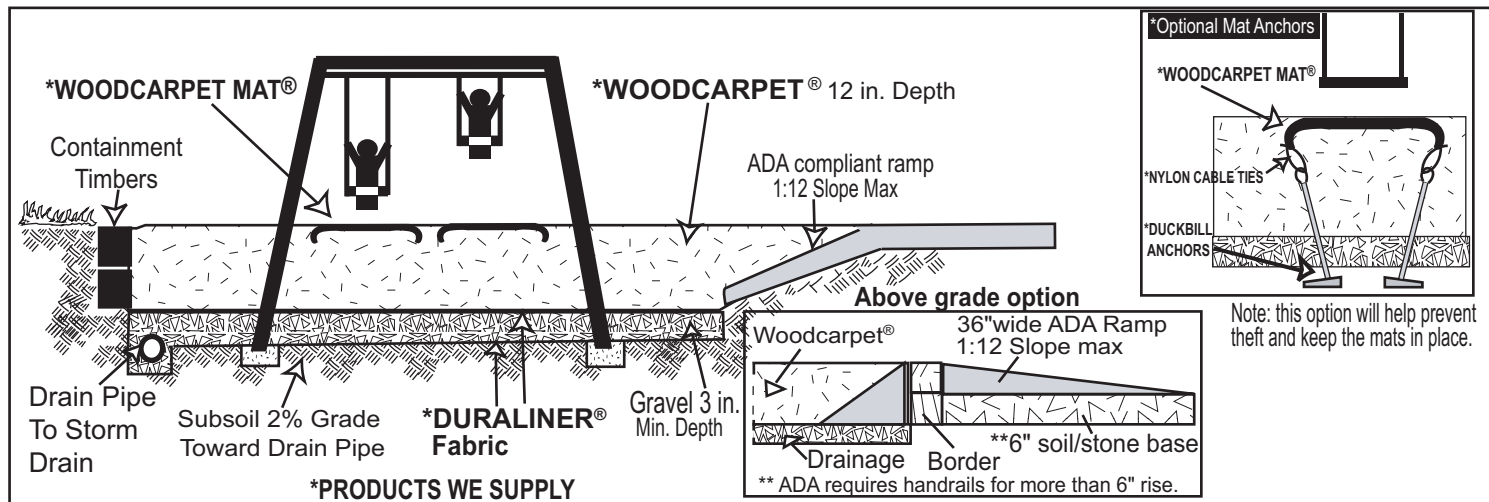 *WOODCARPET MAT®
*WOODCARPET ® 12 in. Depth
Containment
Timbers
ADA compliant ramp
1:12 Slope Max
Drain Pipe
To Storm
Drain
Subsoil 2% Grade
Toward Drain Pipe
*DURALINER®
Fabric
Gravel 3 in.
Min. Depth
*PRODUCTS WE SUPPLY
Above grade option
Woodcarpet®
36"wide ADA Ramp
1:12 Slope max
Drainage
Border
**6" soil/stone base
** ADA requires handrails for more than 6" rise.
*Optional Mat Anchors
*WOODCARPET MAT®
*NYLON CABLE TIES
*DUCKBILL
ANCHORS
Note: this option will help prevent
theft and keep the mats in place.